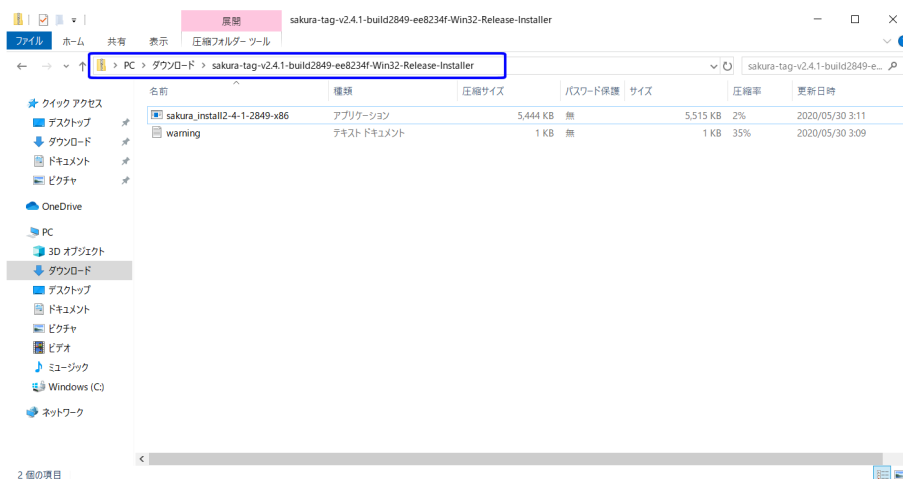 展開
sakura-tag-v2.4.1-build2849-ee8234f-Win32-Release-Installer
ファイル ホーム 共有 表示 圧縮フォルダー ツール
PC > ダウンロード > sakura-tag-v2.4.1-build2849-ee8234f-Win32-Release-Installer
sakura-tag-v2.4.1-build2849-e...
名前 種類 圧縮サイズ パスワード保護 サイズ 圧縮率 更新日時
sakura_install2-4-1-2849-x86 アプリケーション 5,444 KB 無 5,515 KB 2% 2020/05/30 3:11
warning テキスト ドキュメント 1 KB 無 1 KB 35% 2020/05/30 3:09
クイック アクセス
デスクトップ
ダウンロード
ドキュメント
ピクチャ
OneDrive
PC
3D オブジェクト
ダウンロード
デスクトップ
ドキュメント
ピクチャ
ビデオ
ミュージック
Windows (C:)
ネットワーク
2 個の項目